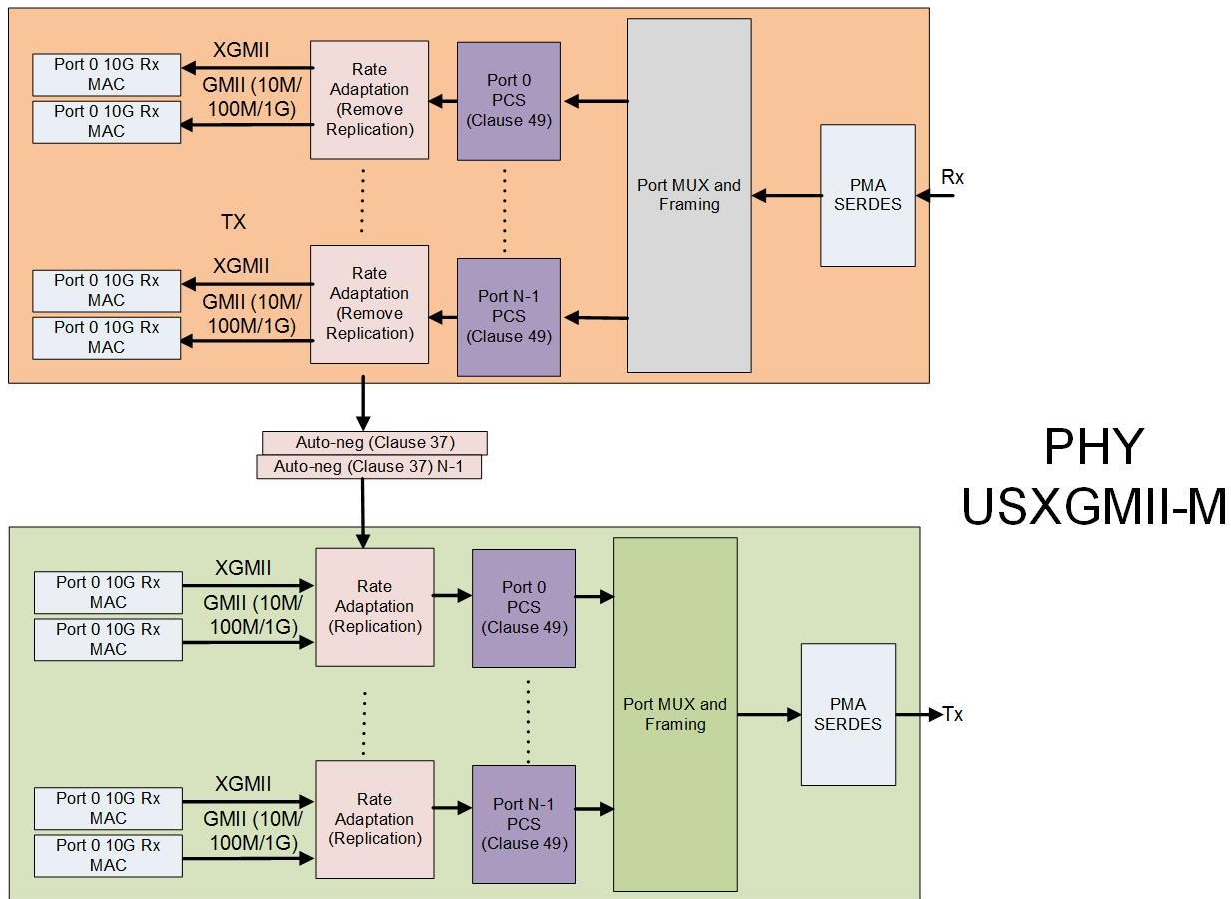 XGMII
Port 0 10G Rx
MAC
GMII (10M/
100M/1G)
Port 0 10G Rx
MAC
Rate
Adaptation
(Remove
Replication)
Port 0
PCS
(Clause 49)
Port MUX and
Framing
PMA
SERDES
Rx
TX
XGMII
Port 0 10G Rx
MAC
GMII (10M/
100M/1G)
Port 0 10G Rx
MAC
Rate
Adaptation
(Remove
Replication)
Port N-1
PCS
(Clause 49)
Auto-neg (Clause 37)
Auto-neg (Clause 37) N-1
PHY
USXGMII-M
XGMII
Port 0 10G Rx
MAC
GMII (10M/
100M/1G)
Port 0 10G Rx
MAC
Rate
Adaptation
(Replication)
Port 0
PCS
(Clause 49)
Port MUX and
Framing
PMA
SERDES
Tx
XGMII
Port 0 10G Rx
MAC
GMII (10M/
100M/1G)
Port 0 10G Rx
MAC
Rate
Adaptation
(Replication)
Port N-1
PCS
(Clause 49)